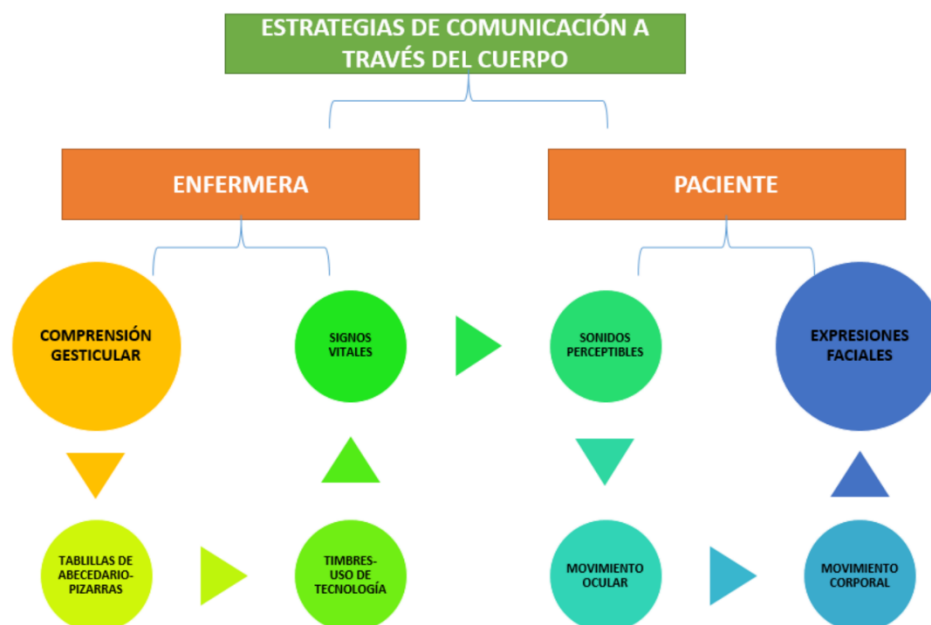 ESTRATEGIAS DE COMUNICACIÓN A
TRAVÉS DEL CUERPO
ENFERMERA
PACIENTE
COMPRENSIÓN
GESTICULAR
SIGNOS
VITALES
SONIDOS
PERCEPTIBLES
EXPRESIONES
FACIALES
TABLILLAS DE
ABECEDARIO-
PIZARRAS
TIMBRES-
USO DE
TECNOLOGÍA
MOVIMIENTO
OCULAR
MOVIMIENTO
CORPORAL